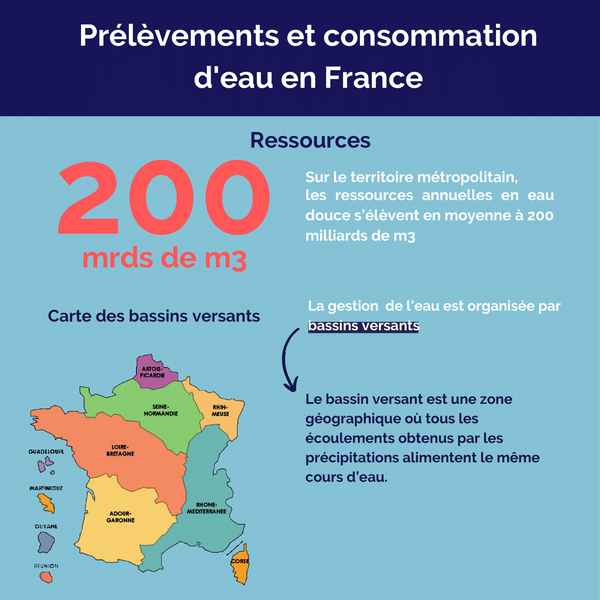 Prélèvements et consommation
d'eau en France
Ressources
200
mrds de m3
Sur le territoire métropolitain,
les ressources annuelles en eau
douce s'élèvent en moyenne à 200
milliards de m3
Carte des bassins versants
La gestion de l'eau est organisée par
bassins versants
Le bassin versant est une zone
géographique où tous les
écoulements obtenus par les
précipitations alimentent le même
cours d'eau.
ARTOIS-
PICARDIE
SEINE-
NORMANDIE
RHIN-
MEUSE
LOIRE-
BRETAGNE
RHONE-
MEDITERRANEE
ADOUR-
GARONNE
CORSE
GUADELOUPE
MARTINIQUE
GUYANE
REUNION